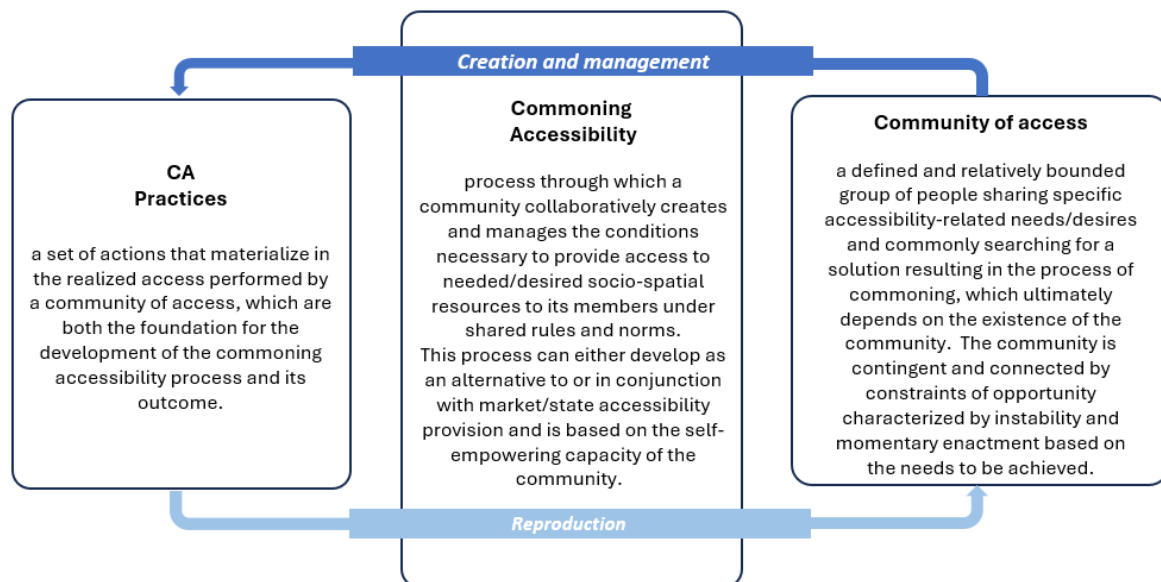 Creation and management
CA
Practices
a set of actions that materialize in
the realized access performed by
a community of access, which are
both the foundation for the
development of the commoning
accessibility process and its
outcome.
Commoning
Accessibility
process through which a
community collaboratively creates
and manages the conditions
necessary to provide access to
needed/desired socio-spatial
resources to its members under
shared rules and norms.
This process can either develop as
an alternative to or in conjunction
with market/state accessibility
provision and is based on the self-
empowering capacity of the
community.
Community of access
a defined and relatively bounded
group of people sharing specific
accessibility-related needs/desires
and commonly searching for a
solution resulting in the process of
commoning, which ultimately
depends on the existence of the
community.  The community is
contingent and connected by
constraints of opportunity
characterized by instability and
momentary enactment based on
the needs to be achieved.
Reproduction